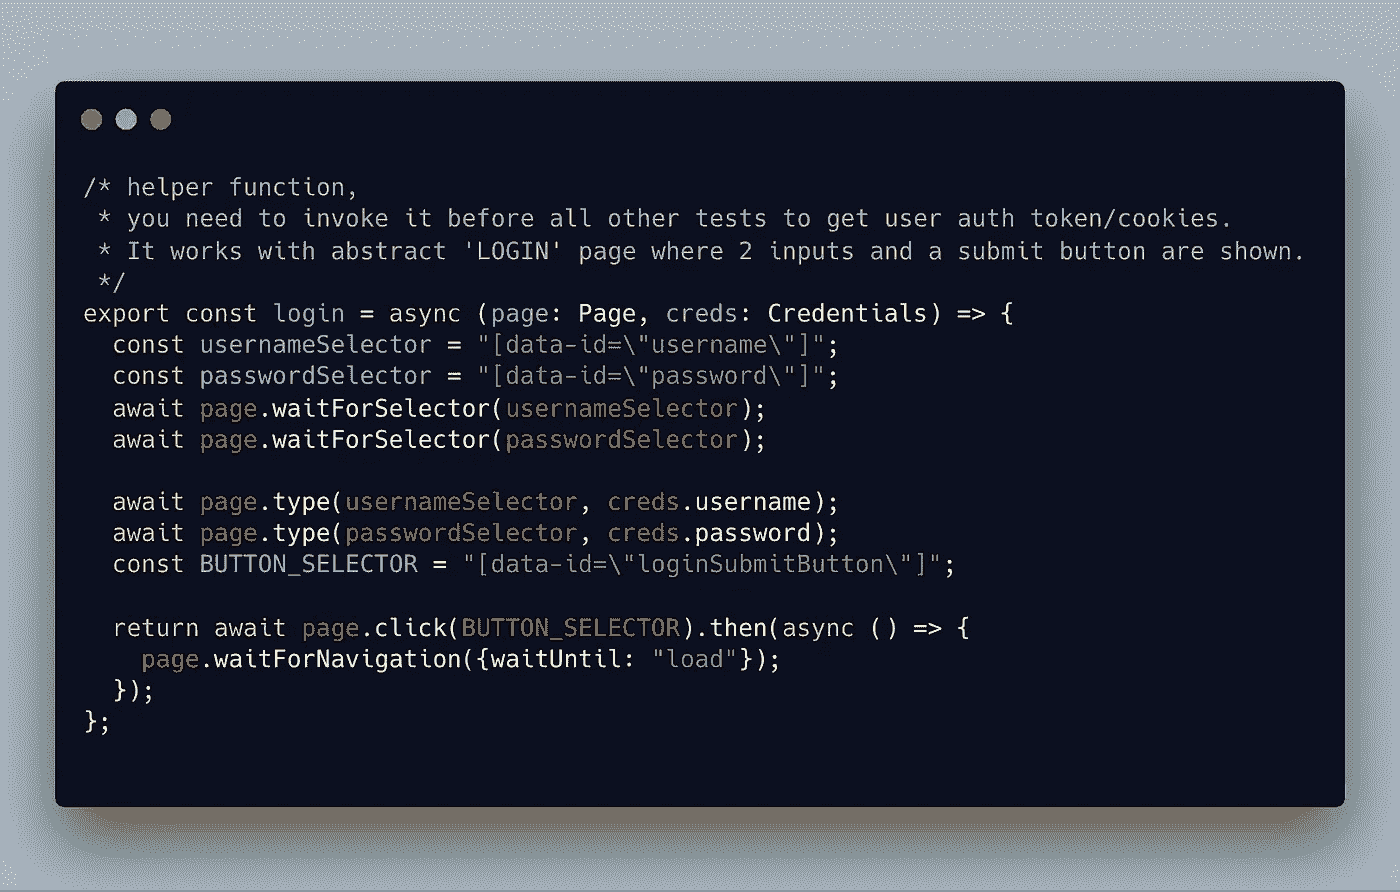 /* helper function,
 * you need to invoke it before all other tests to get user auth token/cookies.
 * It works with abstract 'LOGIN' page where 2 inputs and a submit button are shown.
 */
export const login = async (page: Page, creds: Credentials) => {
  const usernameSelector = "[data-id=\"username\"]";
  const passwordSelector = "[data-id=\"password\"]";
  await page.waitForSelector(usernameSelector);
  await page.waitForSelector(passwordSelector);

  await page.type(usernameSelector, creds.username);
  await page.type(passwordSelector, creds.password);
  const BUTTON_SELECTOR = "[data-id=\"loginSubmitButton\"]";

  return await page.click(BUTTON_SELECTOR).then(async () => {
    page.waitForNavigation({waitUntil: "load"});
  });
};